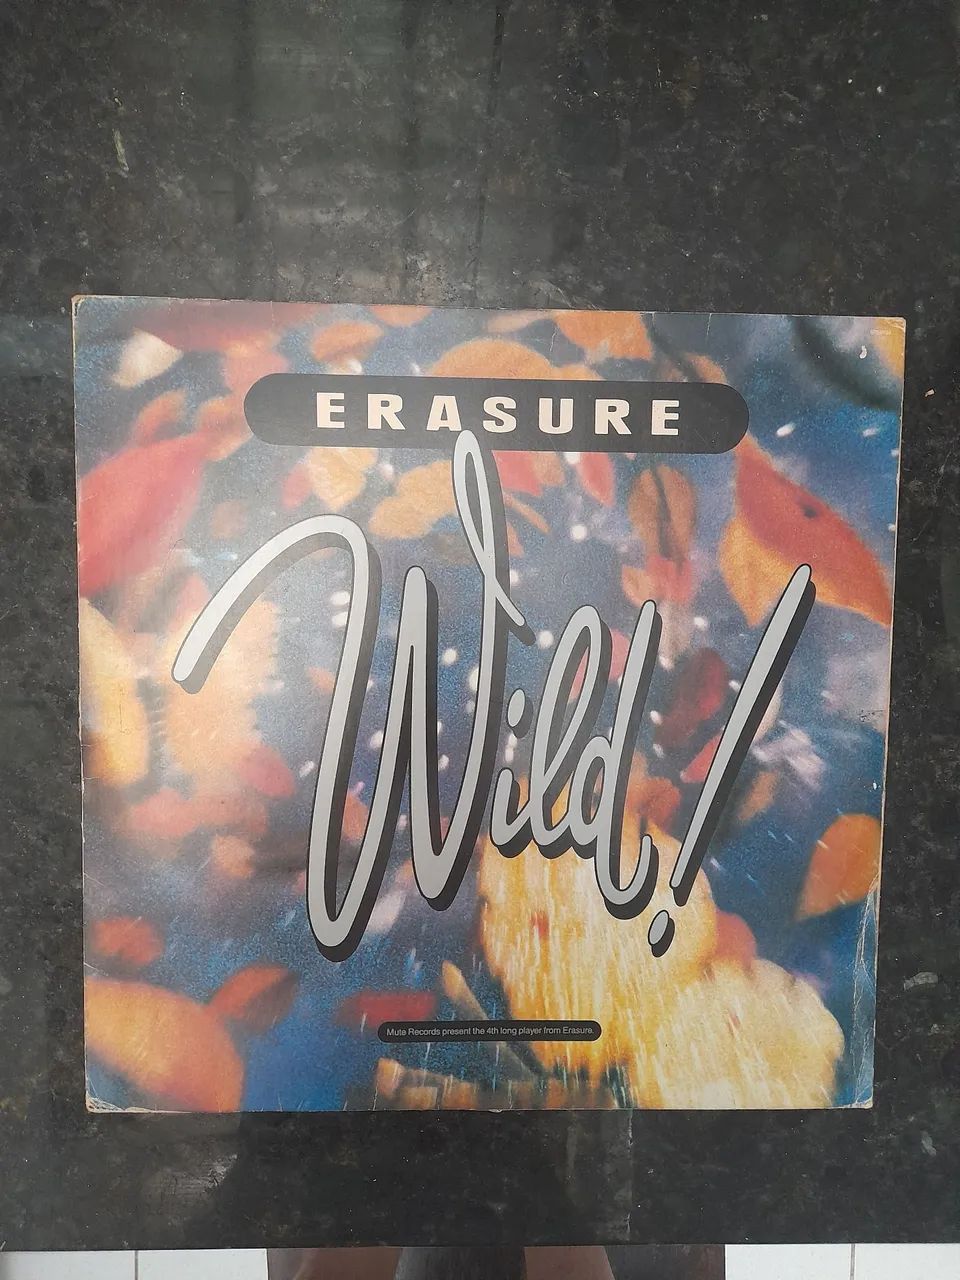 ERASURE
Wild!
Mute Records present the 4th long player from Erasure.